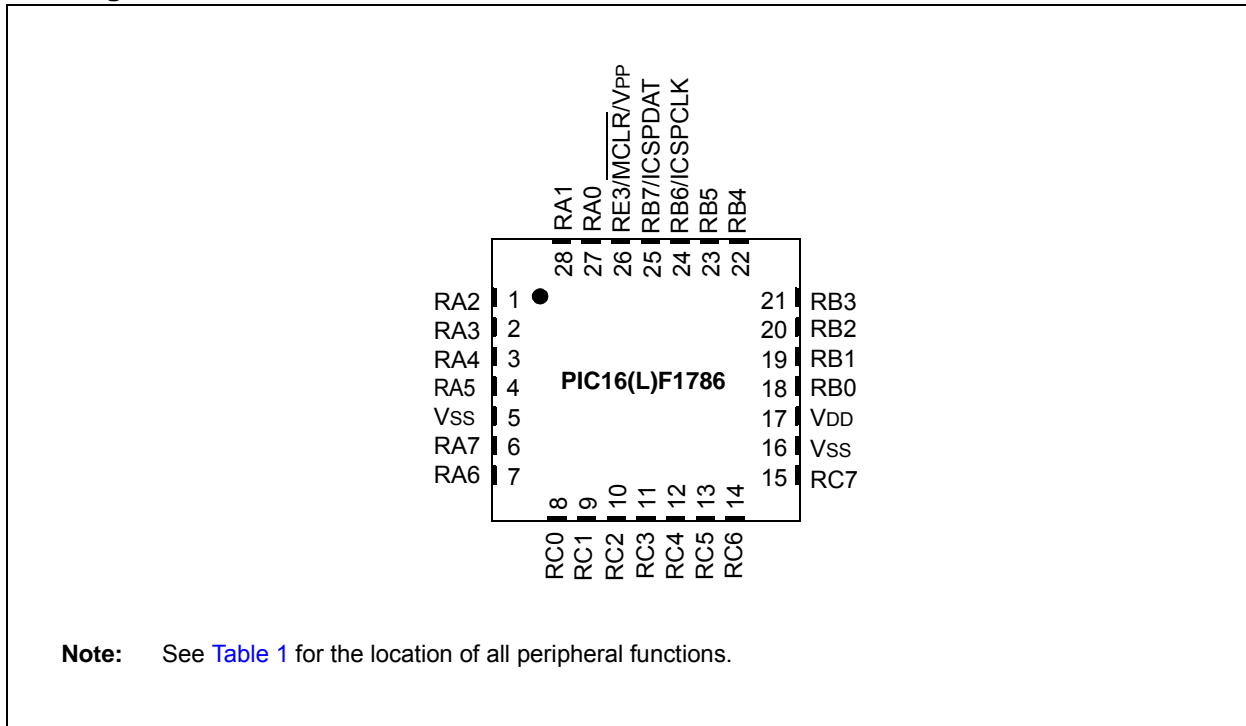 RE3/MCLR/VPP
RB7/ICSPDAT
RB6/ICSPCLK
RA1
RA0
RB5
RB4
28 27 26 25 24 23 22
RA2 1 21 RB3
RA3 2 20 RB2
RA4 3 19 RB1
RA5 4 18 RB0
PIC16(L)F1786
VSS 5 17 VDD
RA7 6 16 VSS
RA6 7 15 RC7
8 9 10 11 12 13 14
RC0 RC1 RC2 RC3 RC4 RC5 RC6
Note: See Table 1 for the location of all peripheral functions.